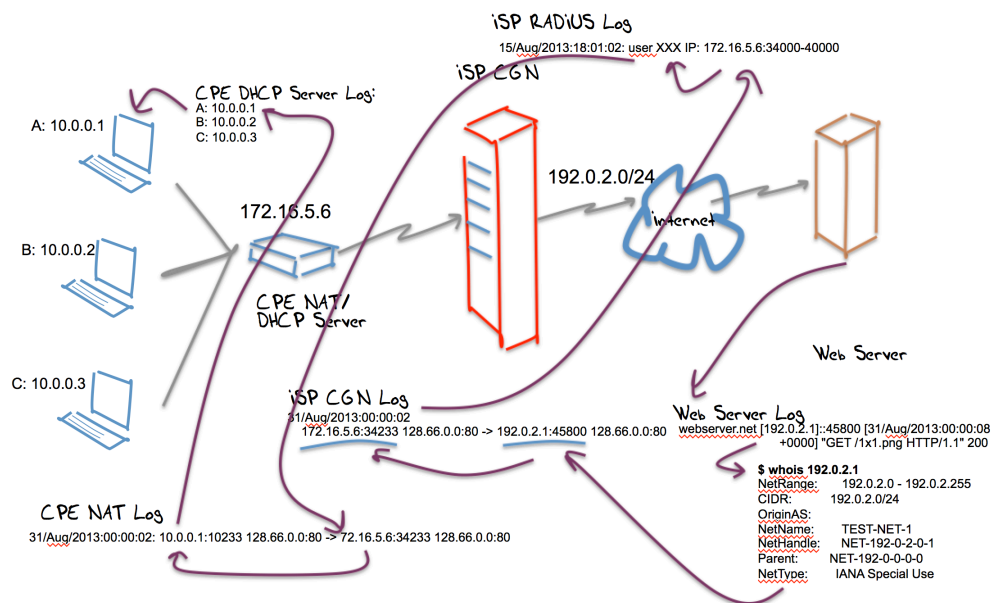 iSP RADiUS Log
15/Aug/2013:18:01:02: user XXX IP: 172.16.5.6:34000-40000
iSP CGN
CPE DHCP Server Log:
A: 10.0.0.1
B: 10.0.0.2
C: 10.0.0.3
A: 10.0.0.1
192.0.2.0/24
172.16.5.6
internet
B: 10.0.0.2
CPE NAT/
DHCP Server
Web Server
C: 10.0.0.3
iSP CGN Log
31/Aug/2013:00:00:02
172.16.5.6:34233 128.66.0.0:80 -> 192.0.2.1:45800 128.66.0.0:80
Web Server Log
webserver.net [192.0.2.1]::45800 [31/Aug/2013:00:00:08
+0000] "GET /1x1.png HTTP/1.1" 200
$ whois 192.0.2.1
NetRange: 192.0.2.0 - 192.0.2.255
CIDR: 192.0.2.0/24
OriginAS:
NetName: TEST-NET-1
NetHandle: NET-192-0-2-0-1
Parent: NET-192-0-0-0-0
NetType: IANA Special Use
CPE NAT Log
31/Aug/2013:00:00:02: 10.0.0.1:10233 128.66.0.0:80 -> 72.16.5.6:34233 128.66.0.0:80